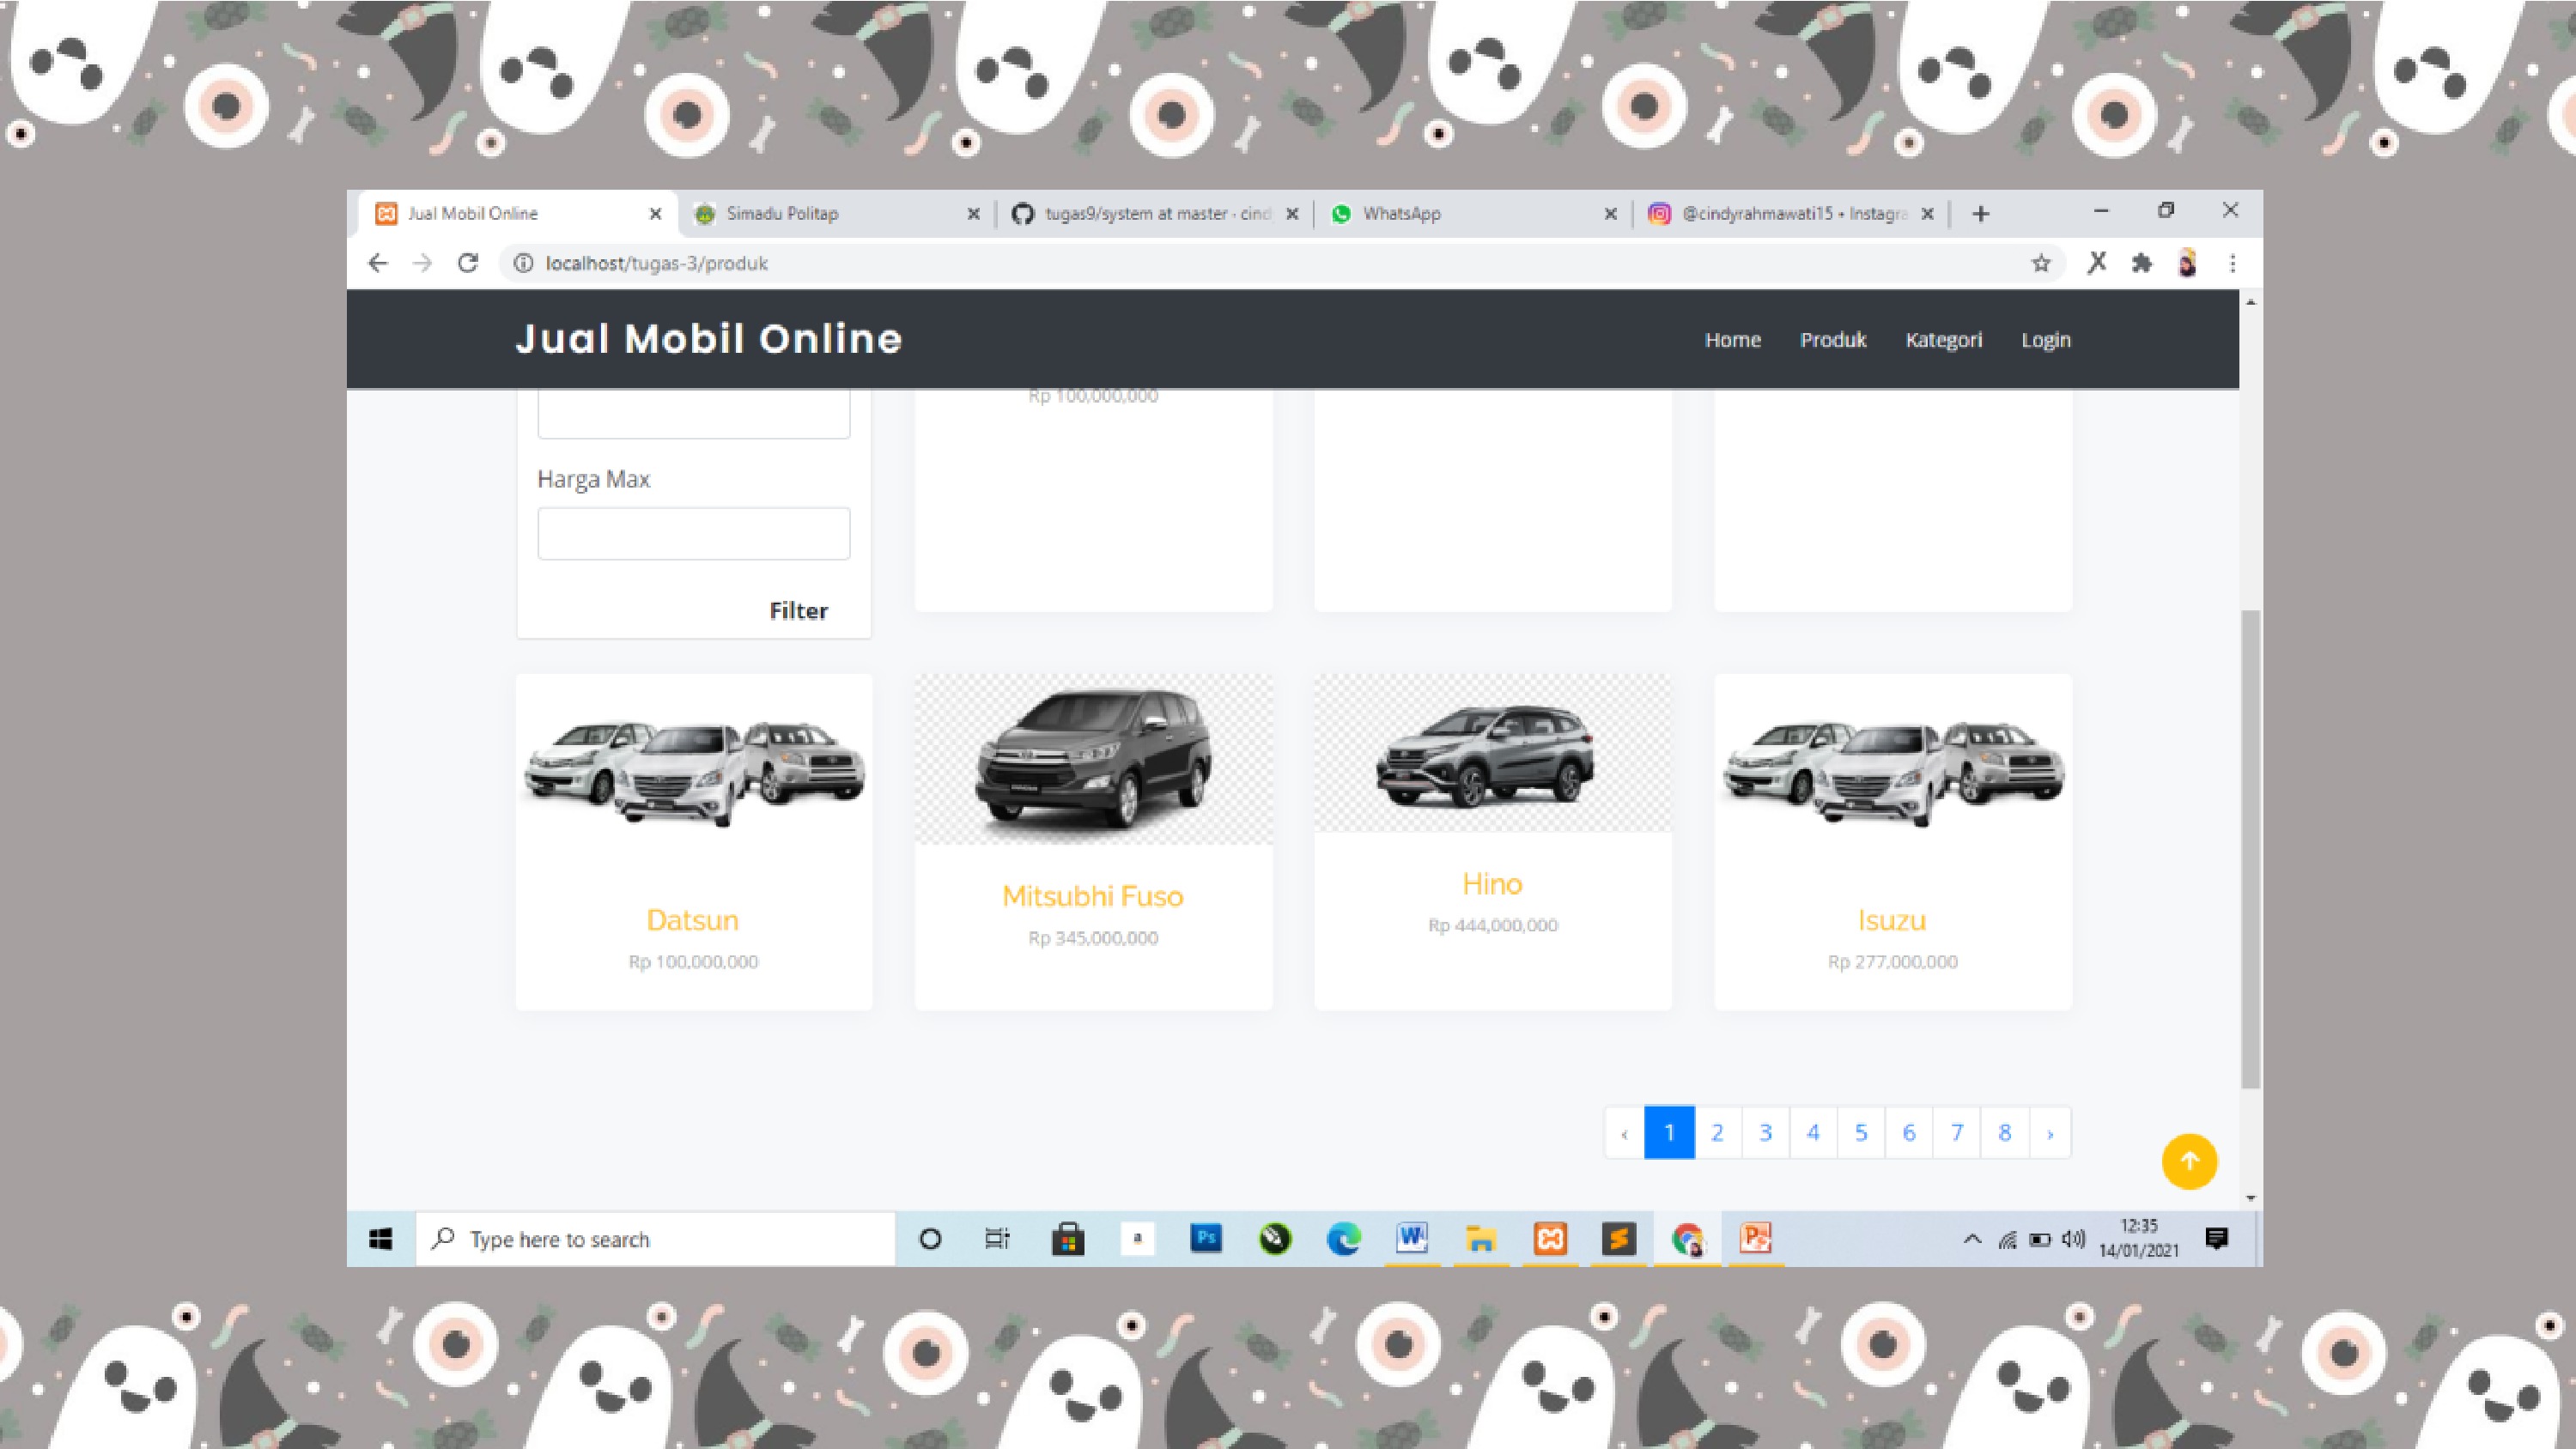 Jual Mobil Online
Simadu Politap
tugas9/system at master · cind
WhatsApp
@cindyrahmawati15 • Instagra
localhost/tugas-3/produk
Jual Mobil Online
Home
Produk
Kategori
Login
Rp 100,000,000
Harga Max
Filter
Datsun
Rp 100,000,000
Mitsubhi Fuso
Rp 345,000,000
Hino
Rp 444,000,000
Isuzu
Rp 277,000,000
‹ 1 2 3 4 5 6 7 8 ›
Type here to search
a
Ps
W
S
P
12:35
14/01/2021